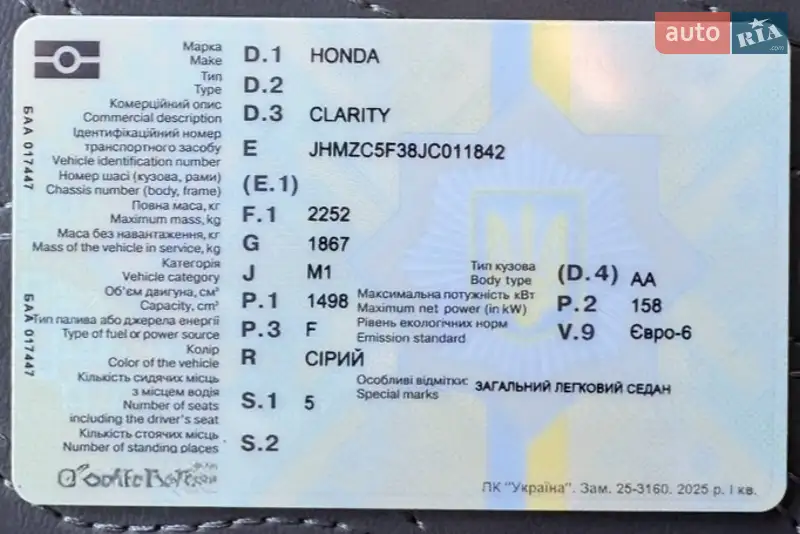 auto RIA .com
Марка
Make D.1 HONDA
Тип
Type D.2
Комерційний опис
Commercial description D.3 CLARITY
Ідентифікаційний номер
транспортного засобу
Vehicle identification number E JHMZC5F38JC011842
Номер шасі (кузова, рами)
Chassis number (body, frame) (E.1)
Повна маса, кг
Maximum mass, kg F.1 2252
Маса без навантаження, кг
Mass of the vehicle in service, kg G 1867
Категорія
Vehicle category J M1
Тип кузова
Body type (D.4) AA
Об'єм двигуна, см³
Capacity, cm³ P.1 1498
Максимальна потужність кВт
Maximum net power (in kW) P.2 158
Тип палива або джерела енергії
Type of fuel or power source P.3 F
Рівень екологічних норм
Emission standard V.9 Євро-6
Колір
Color of the vehicle R СІРИЙ
Кількість сидячих місць
з місцем водія
Number of seats
including the driver's seat S.1 5
Особливі відмітки:
Special marks ЗАГАЛЬНИЙ ЛЕГКОВИЙ СЕДАН
Кількість стоячих місць
Number of standing places S.2
ПК "Україна". Зам. 25-3160. 2025 р. І кв.
БАА 017447
БАА 017447